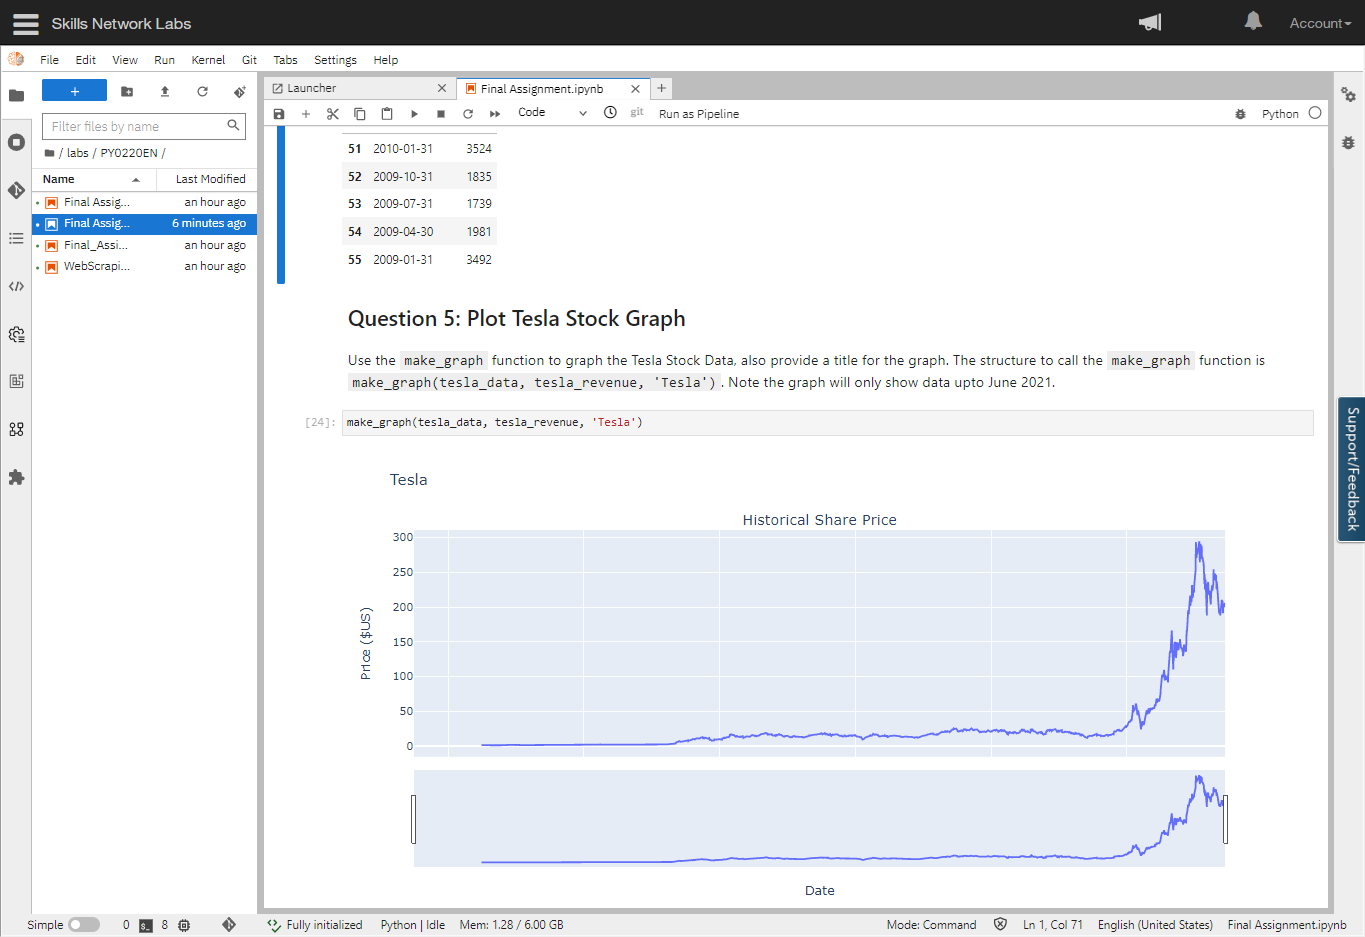 Skills Network Labs
Account
File Edit View Run Kernel Git Tabs Settings Help
+
Filter files by name
/ labs / PY0220EN /
Name Last Modified
Final Assig... an hour ago
Final Assig... 6 minutes ago
Final_Assi... an hour ago
WebScrapi... an hour ago
Launcher
Final Assignment.ipynb
Code
git
Run as Pipeline
Python
51 2010-01-31 3524
52 2009-10-31 1835
53 2009-07-31 1739
54 2009-04-30 1981
55 2009-01-31 3492
Question 5: Plot Tesla Stock Graph
Use the make_graph function to graph the Tesla Stock Data, also provide a title for the graph. The structure to call the make_graph function is
make_graph(tesla_data, tesla_revenue, 'Tesla'). Note the graph will only show data upto June 2021.
[24]: make_graph(tesla_data, tesla_revenue, 'Tesla')
Tesla
Historical Share Price
300
250
200
150
100
50
0
Price ($US)
Date
Support/Feedback
Simple 0 $_ 8 Fully initialized Python | Idle Mem: 1.28 / 6.00 GB Mode: Command Ln 1, Col 71 English (United States) Final Assignment.ipynb